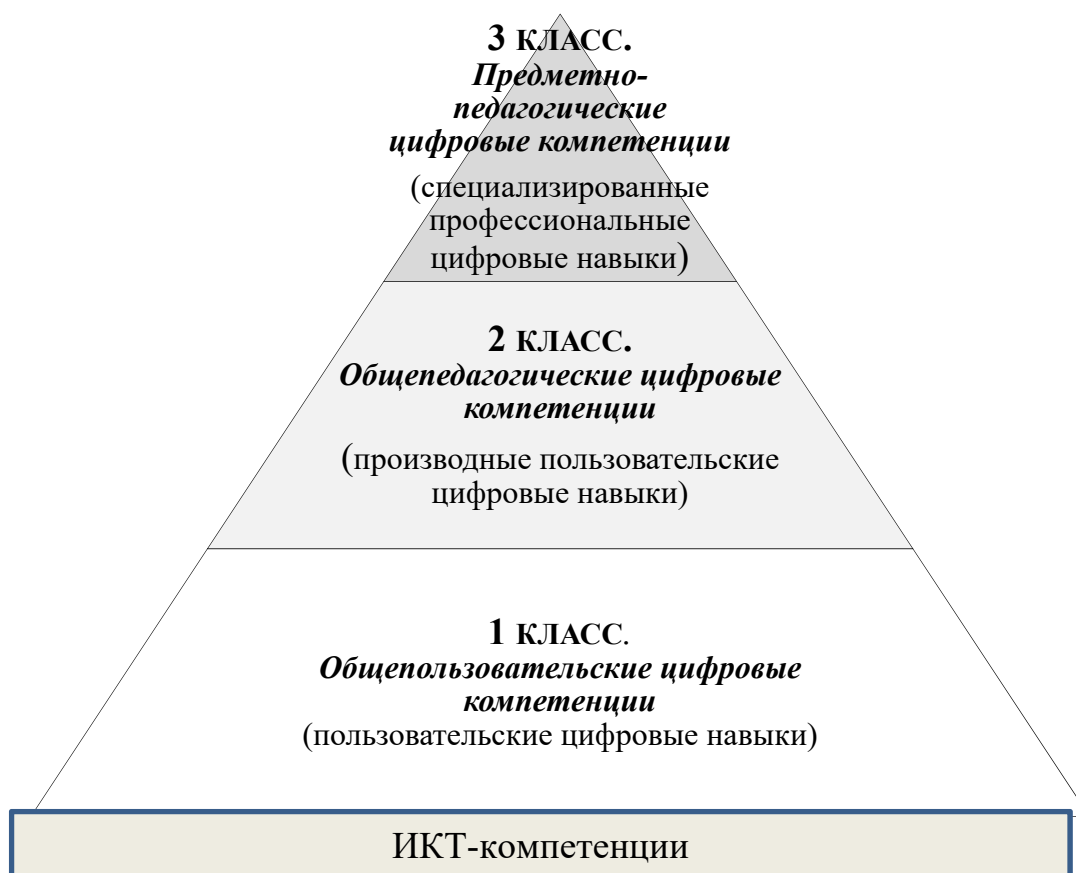 3 КЛАСС.
Предметно-
педагогические
цифровые компетенции
(специализированные
профессиональные
цифровые навыки)
2 КЛАСС.
Общепедагогические цифровые
компетенции
(производные пользовательские
цифровые навыки)
1 КЛАСС.
Общепользовательские цифровые
компетенции
(пользовательские цифровые навыки)
ИКТ-компетенции